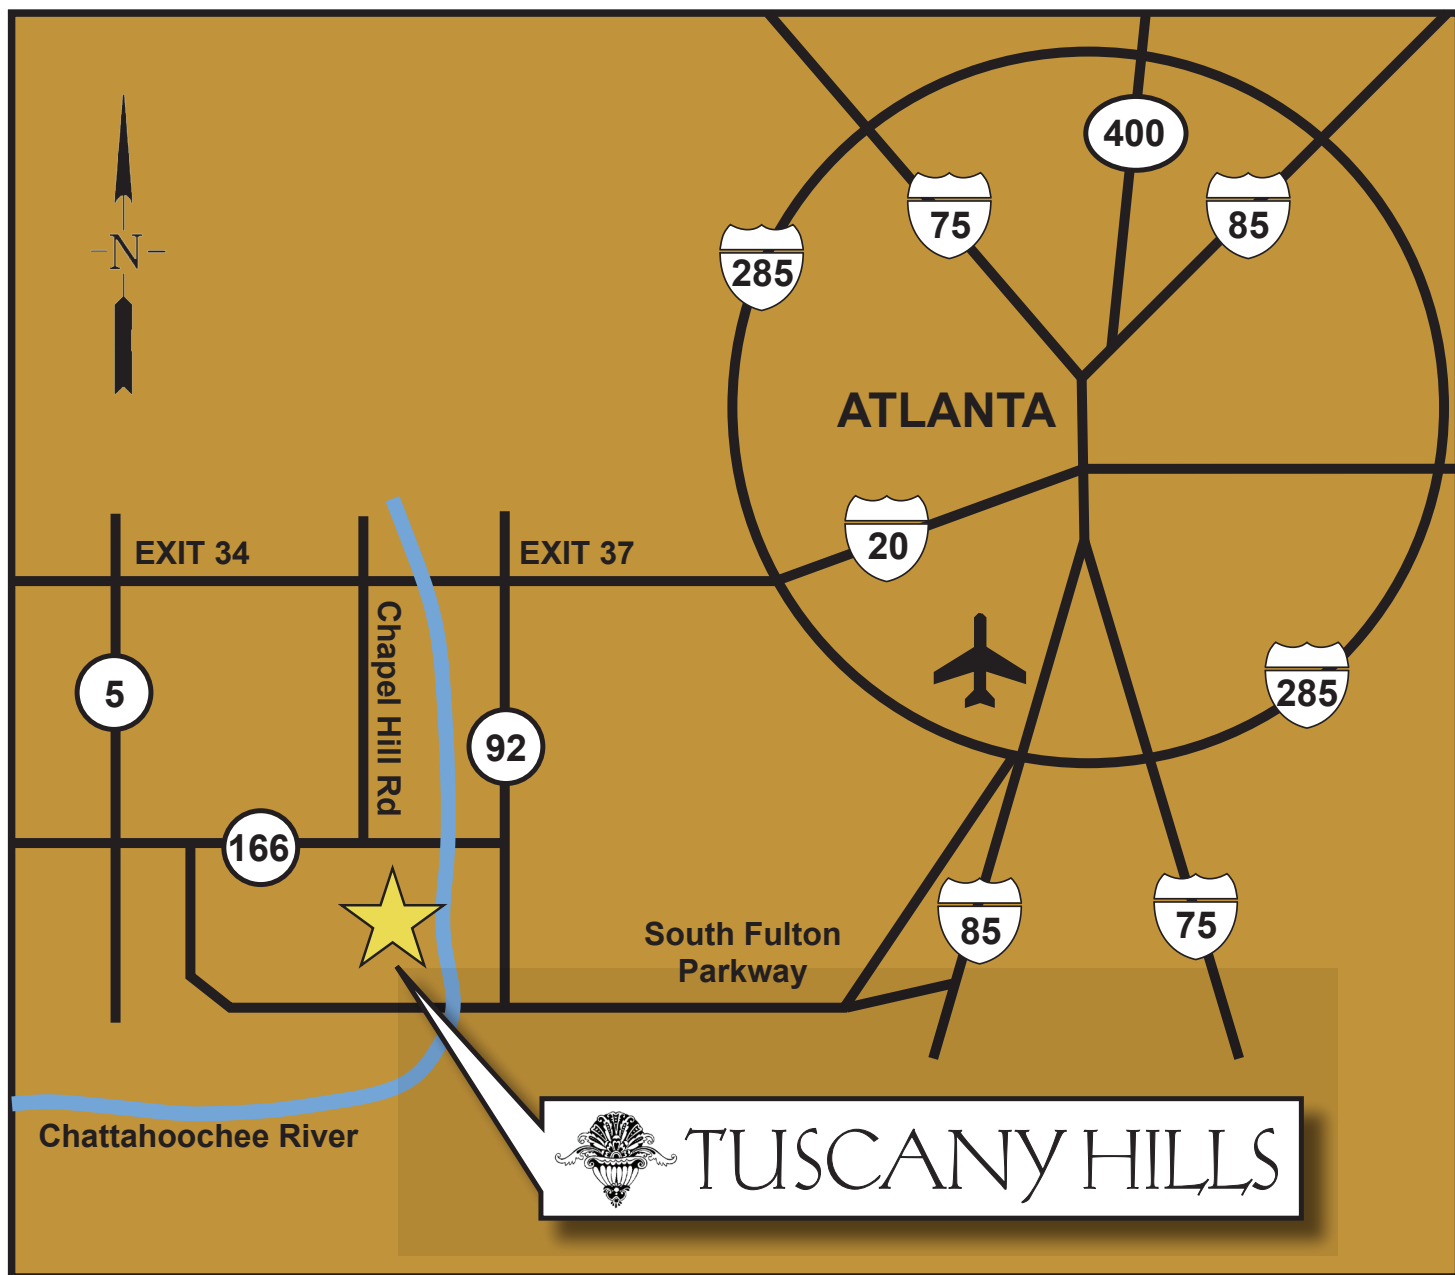 400
75
85
N
285
ATLANTA
20
EXIT 34
EXIT 37
Chapel Hill Rd
5
285
92
166
South Fulton
Parkway
85
75
Chattahoochee River
TUSCANY HILLS